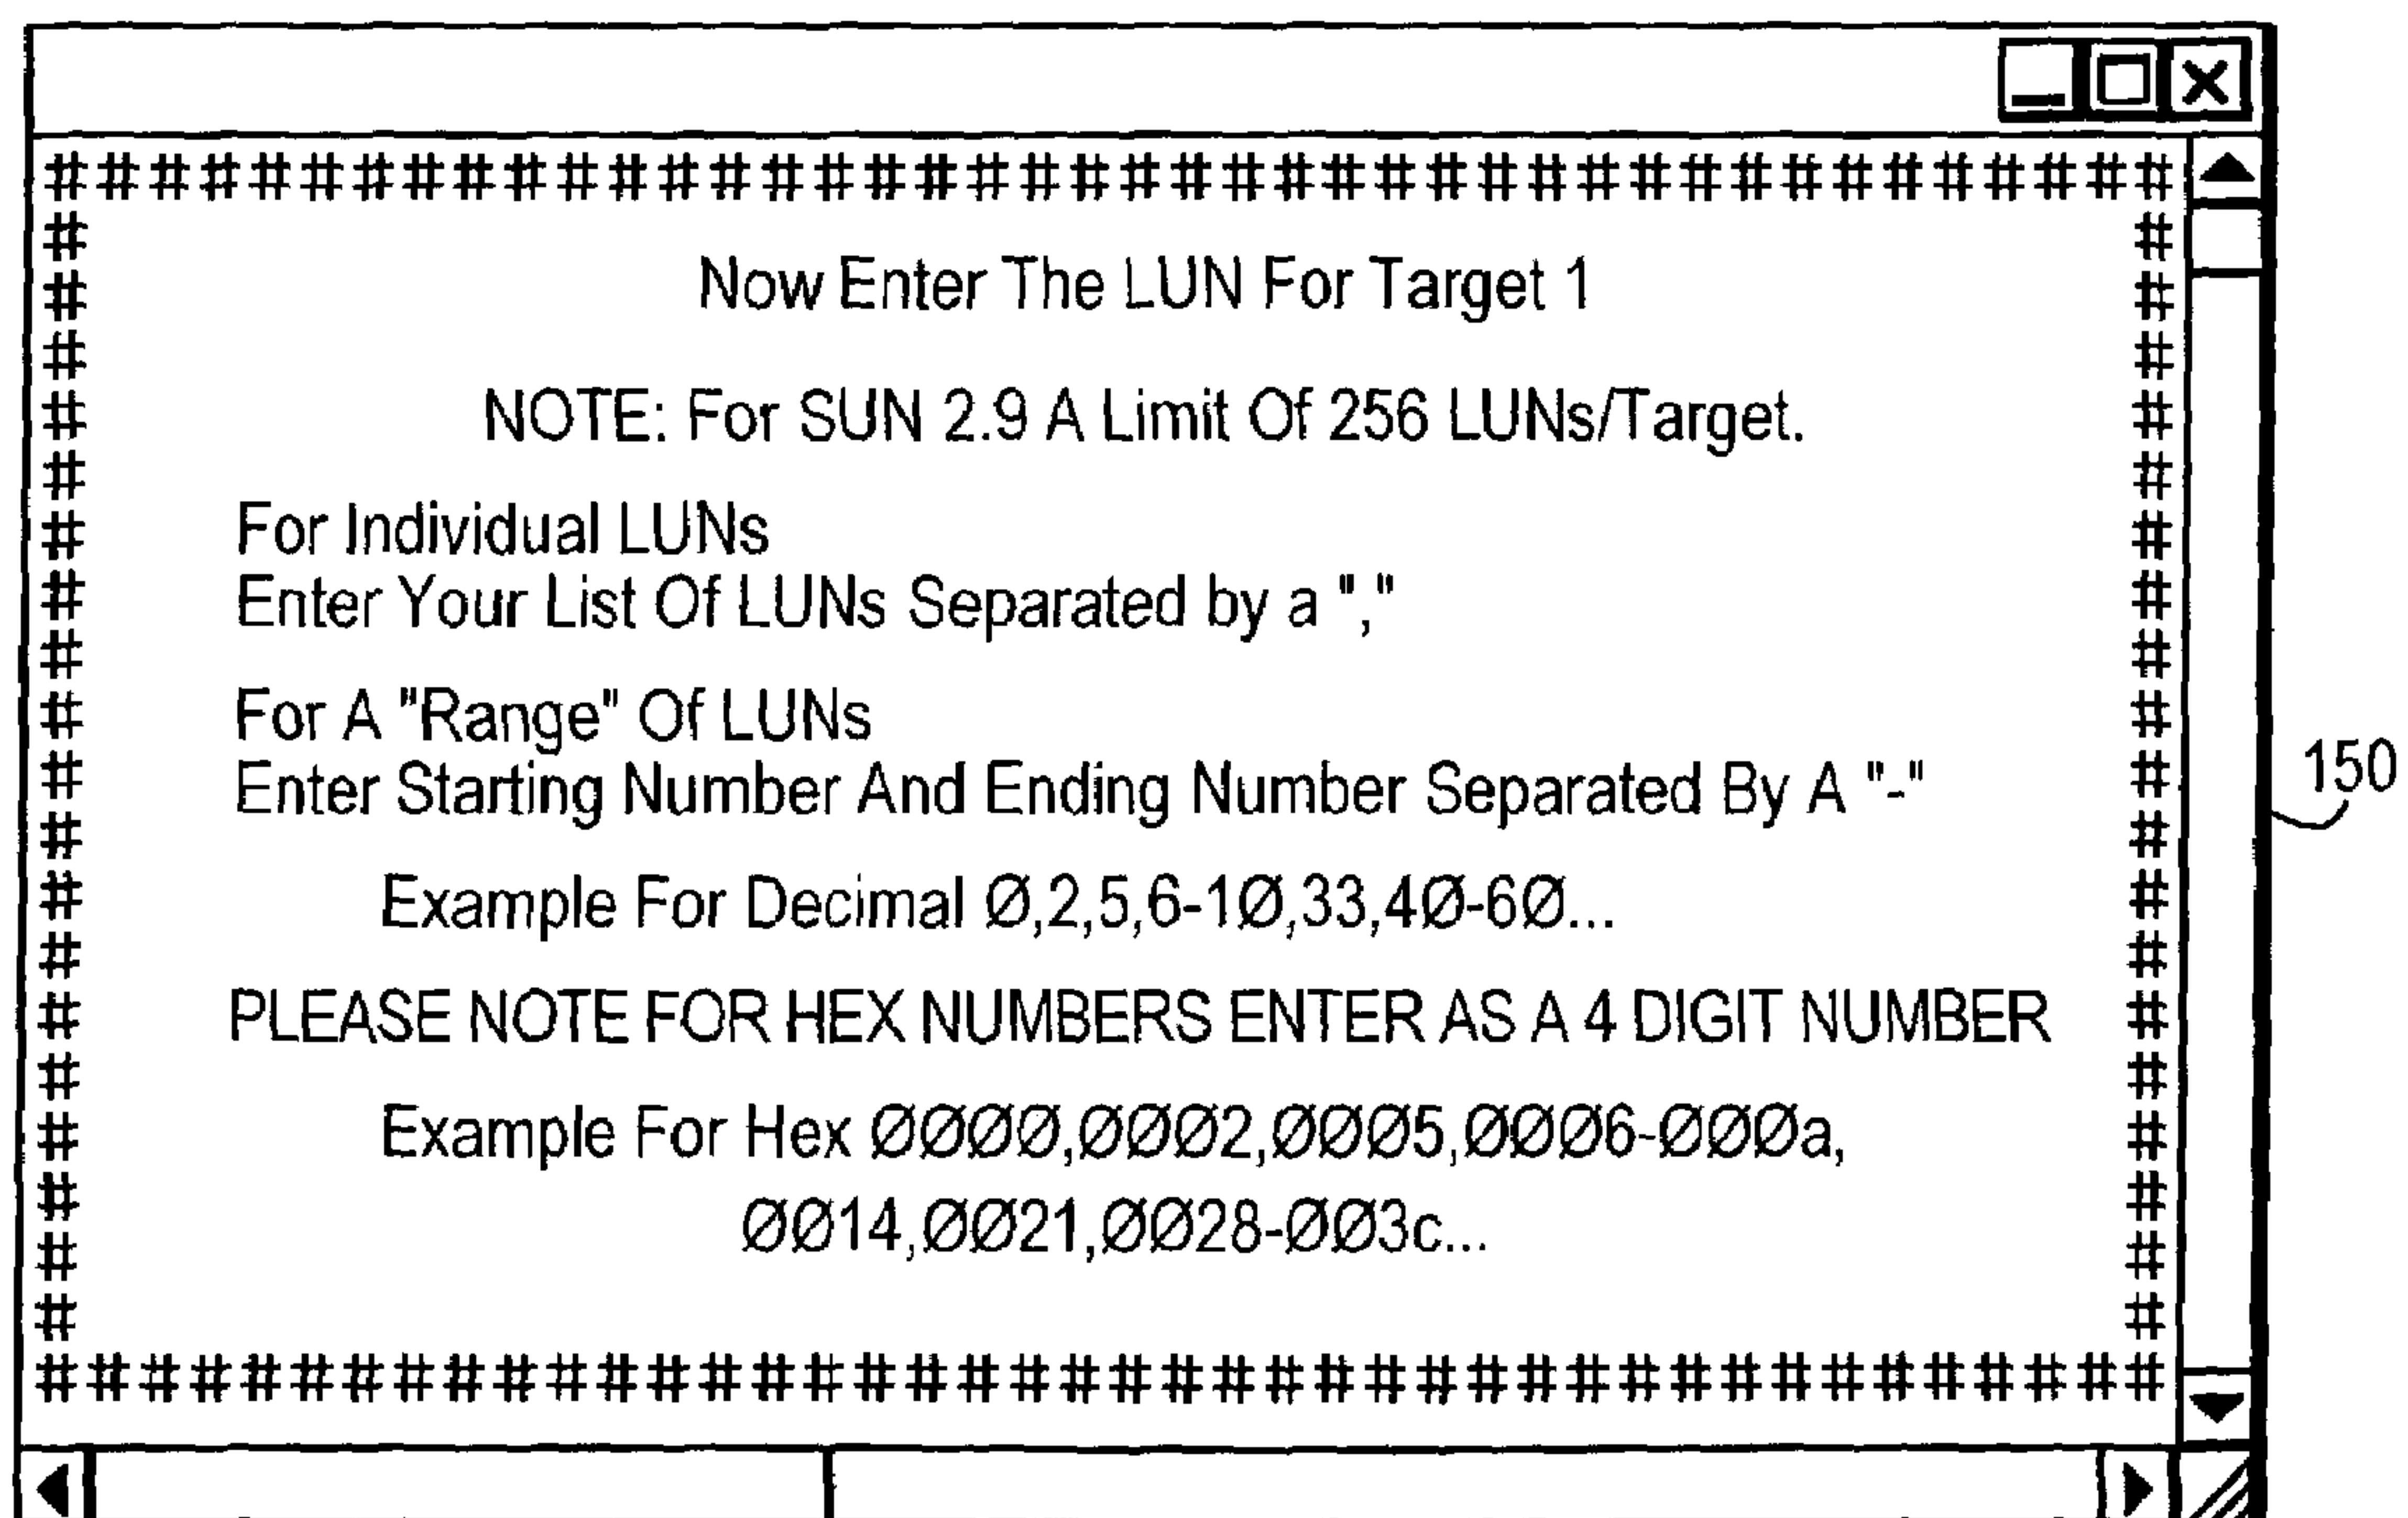 ####################################
Now Enter The LUN For Target 1
NOTE: For SUN 2.9 A Limit Of 256 LUNs/Target.
For Individual LUNs
Enter Your List Of LUNs Separated by a ","
For A "Range" Of LUNs
Enter Starting Number And Ending Number Separated By A "-"
150
Example For Decimal Ø,2,5,6-1Ø,33,4Ø-6Ø...
PLEASE NOTE FOR HEX NUMBERS ENTER AS A 4 DIGIT NUMBER
Example For Hex ØØØØ,ØØØ2,ØØØ5,ØØØ6-ØØØa,
ØØ14,ØØ21,ØØ28-ØØ3c...
##########################################